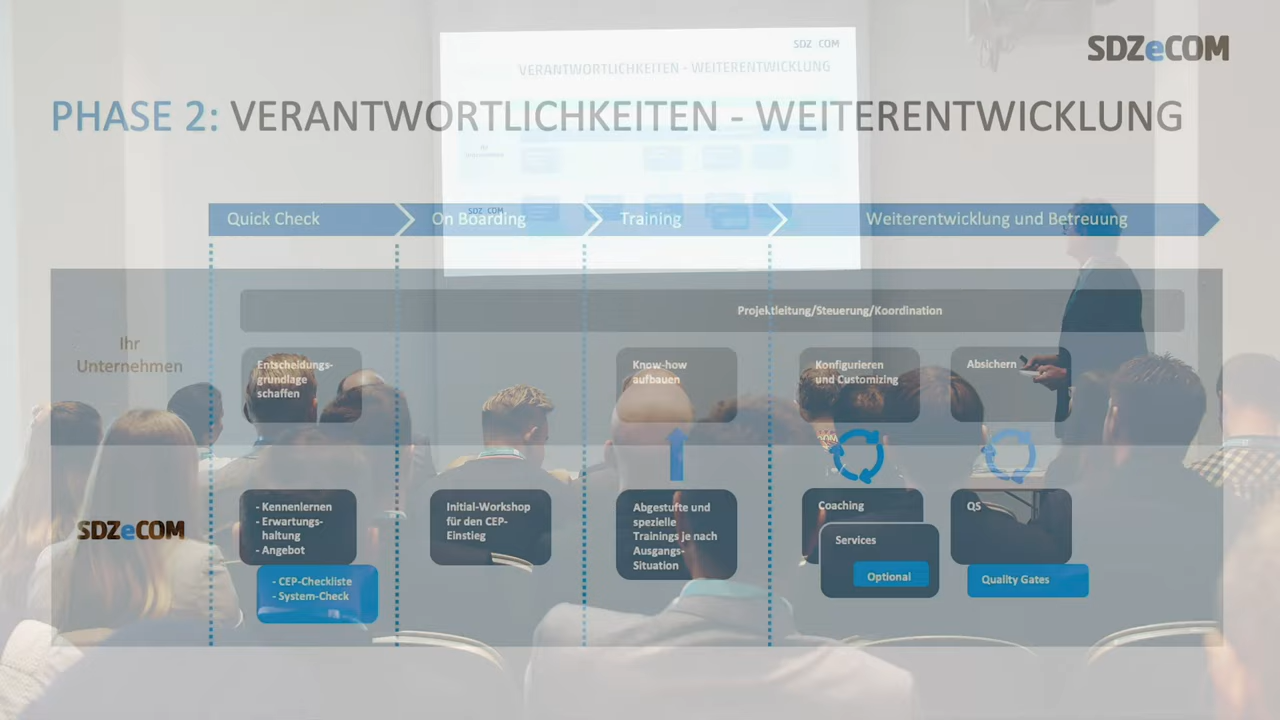 SDZ COM
SDZeCOM
VERANTWORTLICHKEITEN - WEITERENTWICKLUNG
PHASE 2: VERANTWORTLICHKEITEN - WEITERENTWICKLUNG
SDZ COM
Quick Check
On Boarding
Training
Weiterentwicklung und Betreuung
Projektleitung/Steuerung/Koordination
Ihr
Unternehmen
Entscheidungs-
grundlage
schaffen
Know-how
aufbauen
Konfigurieren
und Customizing
Absichern
SDZeCOM
- Kennenlernen
- Erwartungs-
haltung
- Angebot
- CEP-Checkliste
- System-Check
Initial-Workshop
für den CEP-
Einstieg
Abgestufte und
spezielle
Trainings je nach
Ausgangs-
Situation
Coaching
Services
Optional
QS
Quality Gates